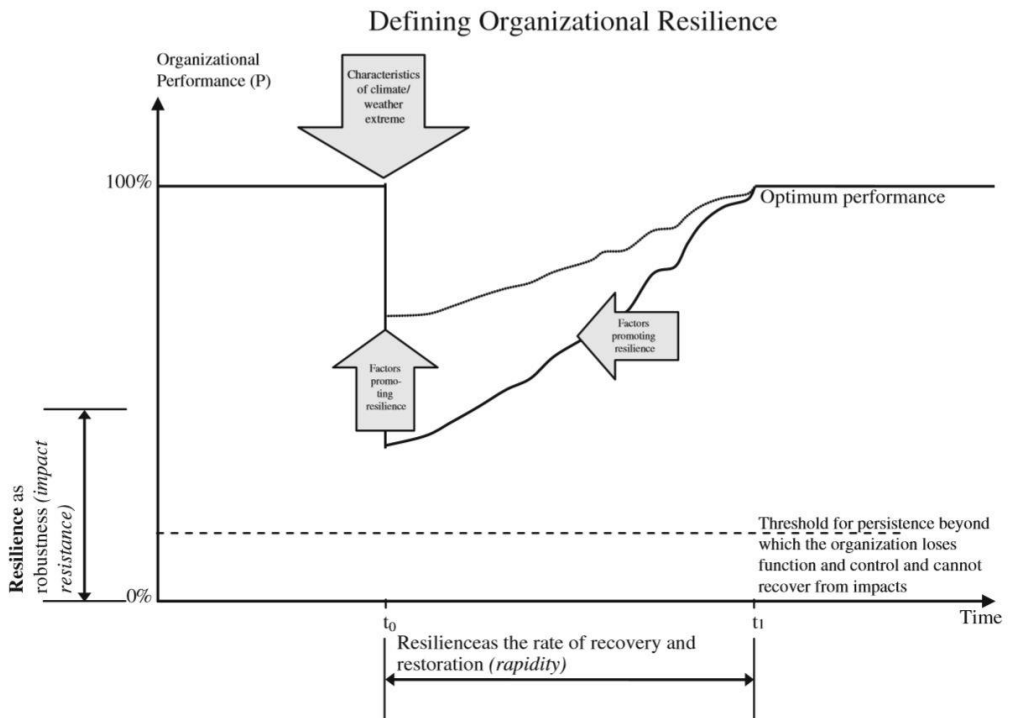 Defining Organizational Resilience
Organizational
Performance (P)
Characteristics
of climate/
weather
extreme
100%
Optimum performance
Factors
promoting
resilience
Factors
promo-
ting
resilience
Resilience as
robustness (impact
resistance)
Threshold for persistence beyond
which the organization loses
function and control and cannot
recover from impacts
0%
Time
t0
t1
Resilienceas the rate of recovery and
restoration (rapidity)